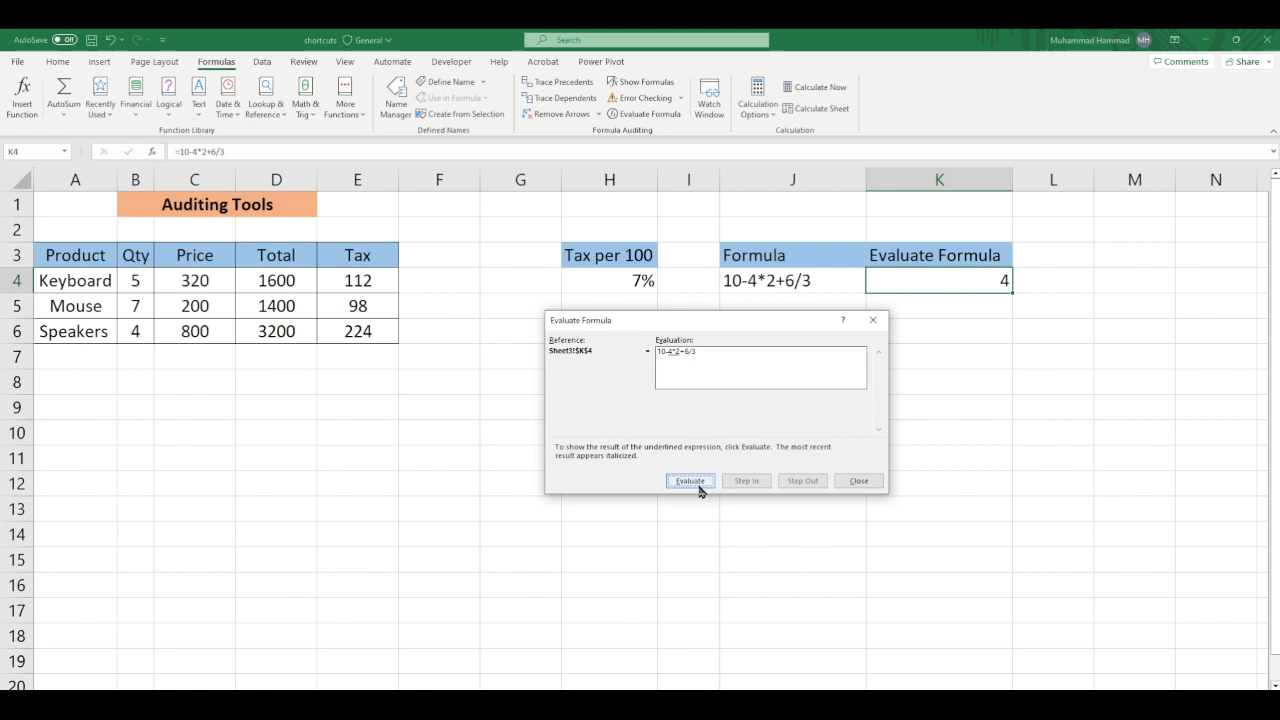 AutoSave Off shortcuts General Search Muhammad Hammad MH
File Home Insert Page Layout Formulas Data Review View Automate Developer Help Acrobat Power Pivot Comments Share
fx Insert Function
AutoSum
Recently Used
Financial
Logical
Text
Date & Time
Lookup & Reference
Math & Trig
More Functions
Function Library
Name Manager
Define Name
Use in Formula
Create from Selection
Defined Names
Trace Precedents
Trace Dependents
Remove Arrows
Show Formulas
Error Checking
Evaluate Formula
Formula Auditing
Watch Window
Calculation Options
Calculate Now
Calculate Sheet
Calculation
K4 fx =10-4*2+6/3
A B C D E F G H I J K L M N
1 Auditing Tools
2
3 Product Qty Price Total Tax Tax per 100 Formula Evaluate Formula
4 Keyboard 5 320 1600 112 7% 10-4*2+6/3 4
5 Mouse 7 200 1400 98
6 Speakers 4 800 3200 224
7
8
9
10
11
12
13
14
15
16
17
18
19
20
Evaluate Formula ?
Reference: Evaluation:
Sheet3!$K$4 = 10-4*2+6/3
To show the result of the underlined expression, click Evaluate. The most recent
result appears italicized.
Evaluate Step In Step Out Close